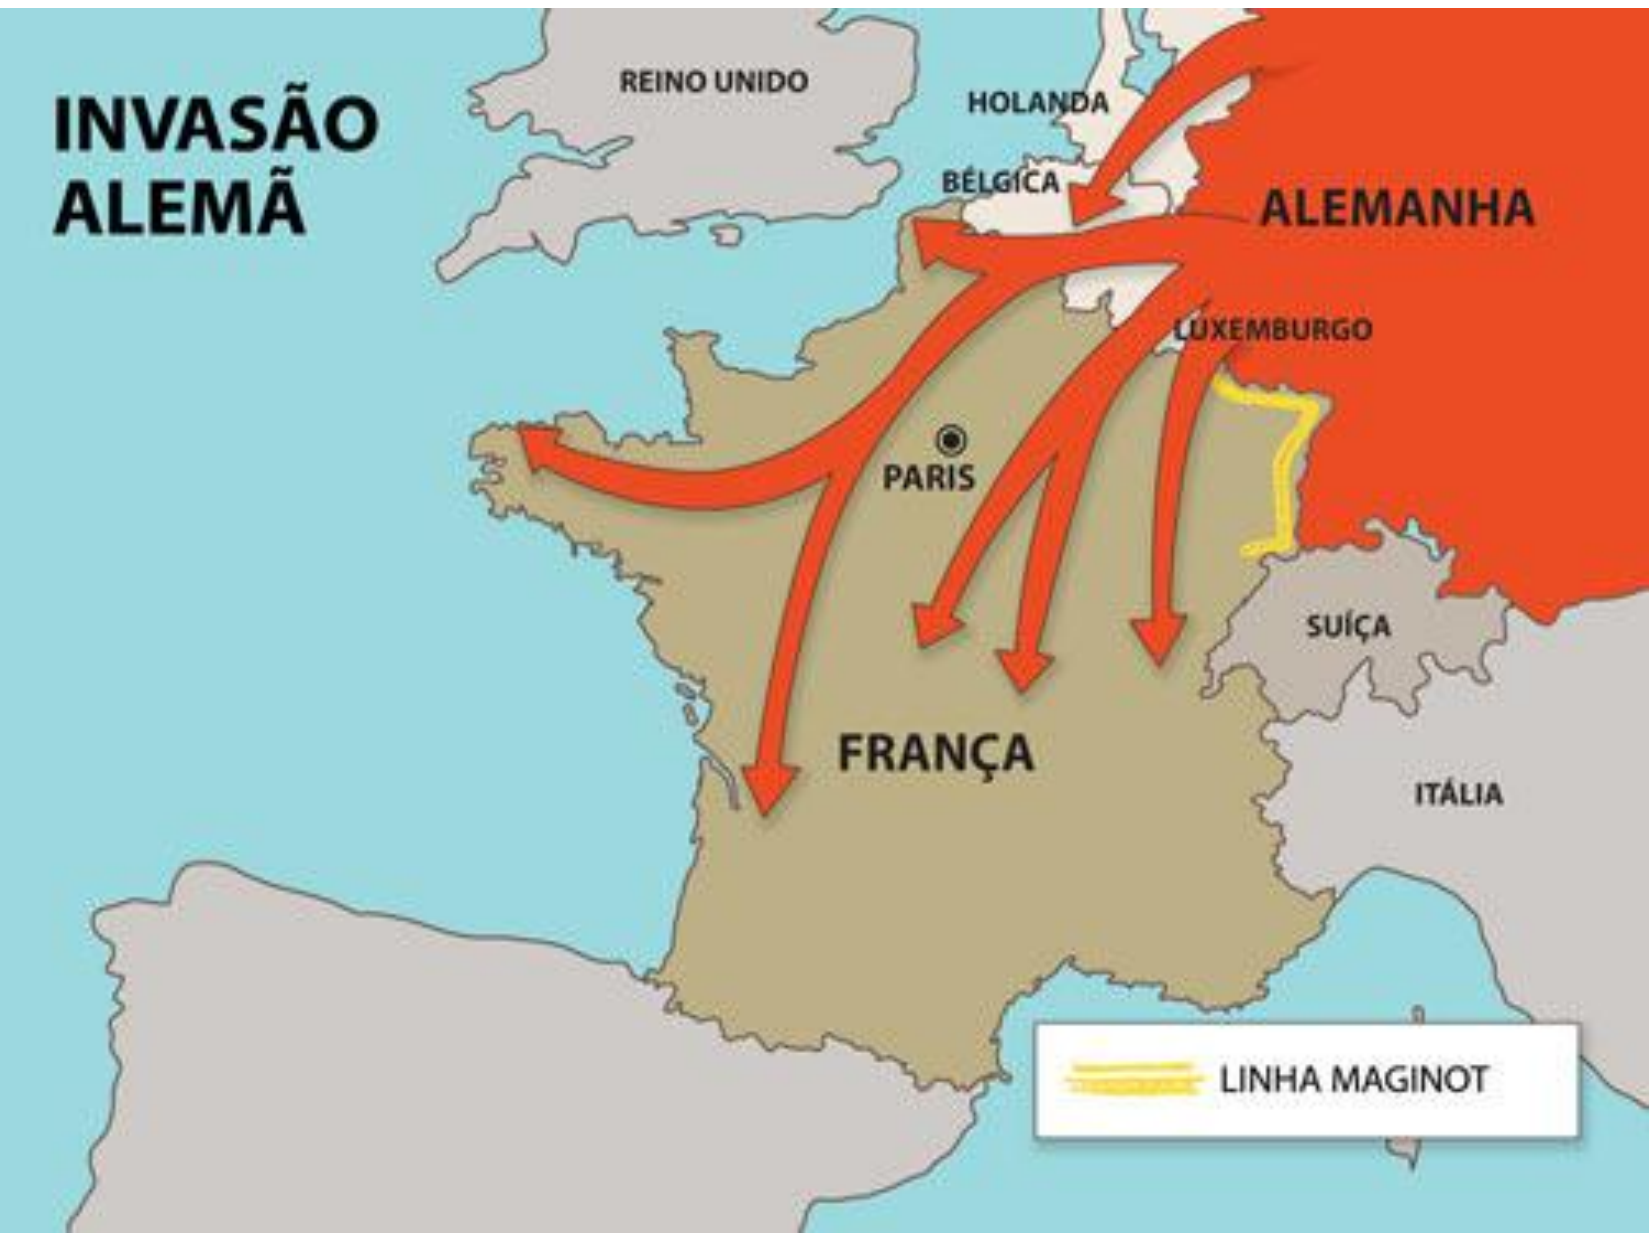 INVASÃO
ALEMÃ
REINO UNIDO
HOLANDA
BÉLGICA
ALEMANHA
LUXEMBURGO
PARIS
SUÍÇA
FRANÇA
ITÁLIA
LINHA MAGINOT